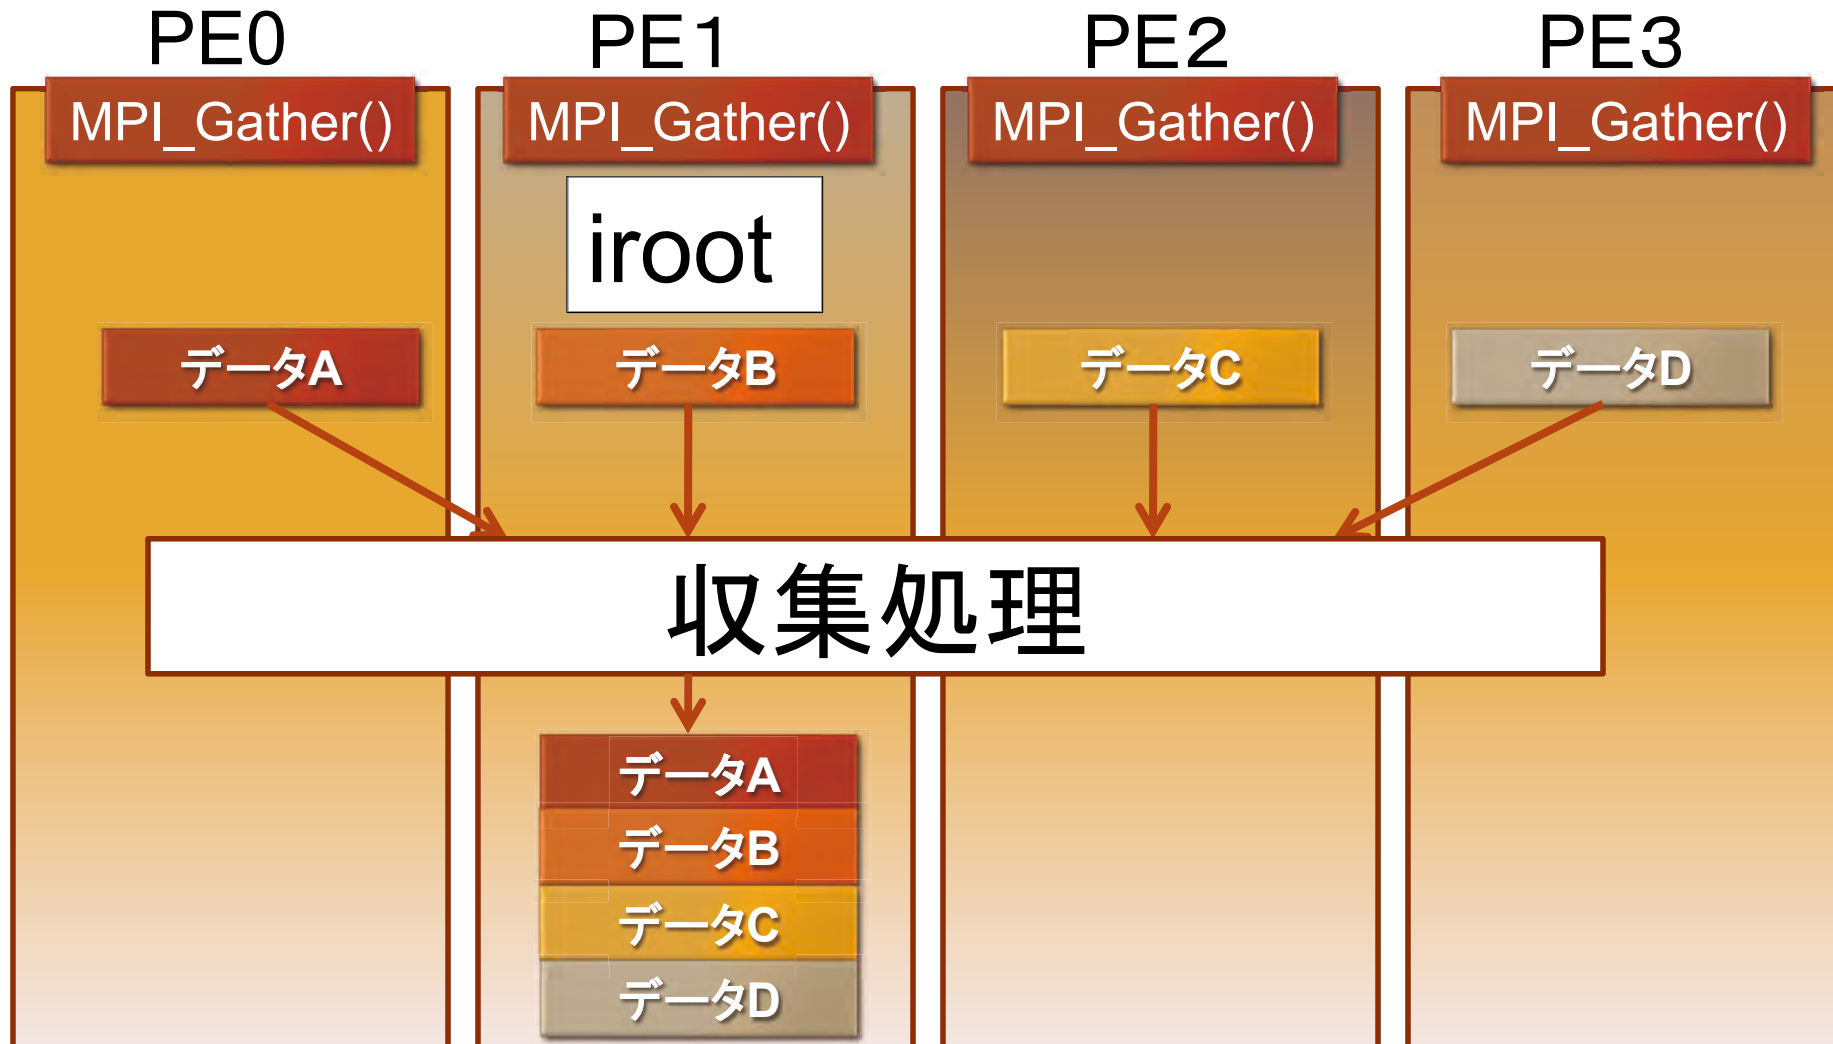 PE0
PE1
PE2
PE3
MPI_Gather()
MPI_Gather()
MPI_Gather()
MPI_Gather()
iroot
データA
データB
データC
データD
収集処理
データA
データB
データC
データD